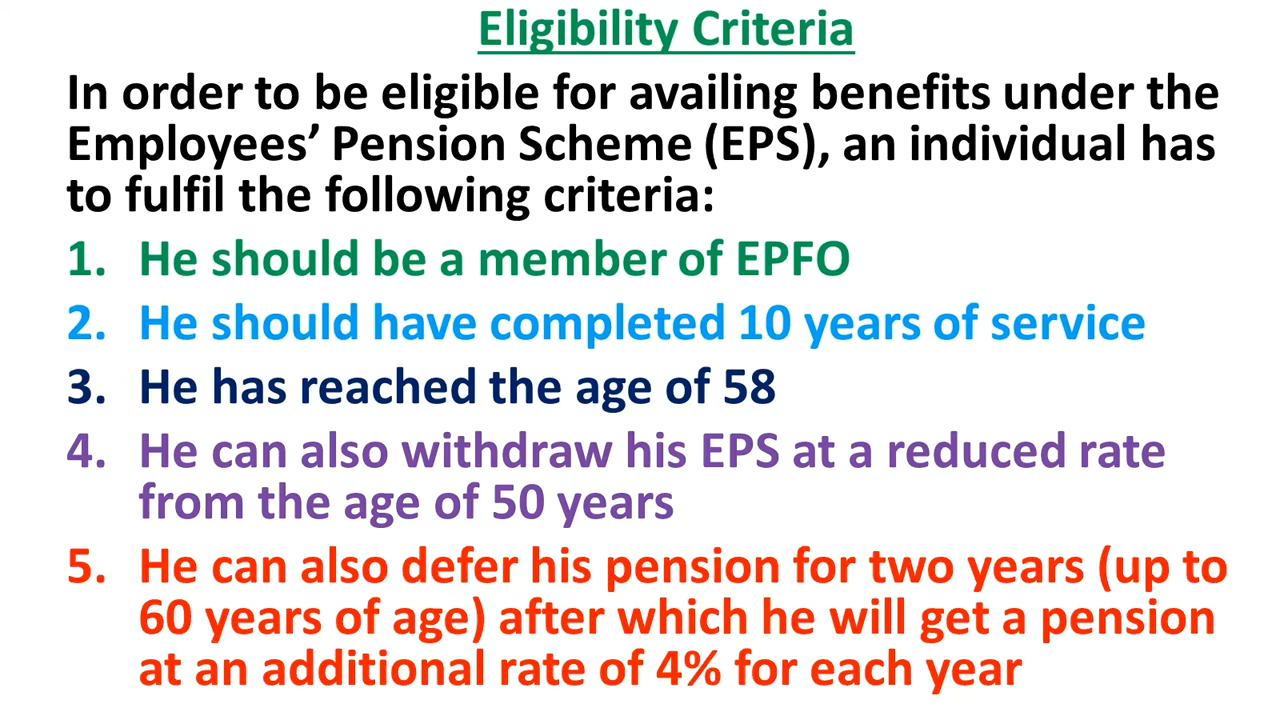 Eligibility Criteria
In order to be eligible for availing benefits under the
Employees’ Pension Scheme (EPS), an individual has
to fulfil the following criteria:
1. He should be a member of EPFO
2. He should have completed 10 years of service
3. He has reached the age of 58
4. He can also withdraw his EPS at a reduced rate
from the age of 50 years
5. He can also defer his pension for two years (up to
60 years of age) after which he will get a pension
at an additional rate of 4% for each year